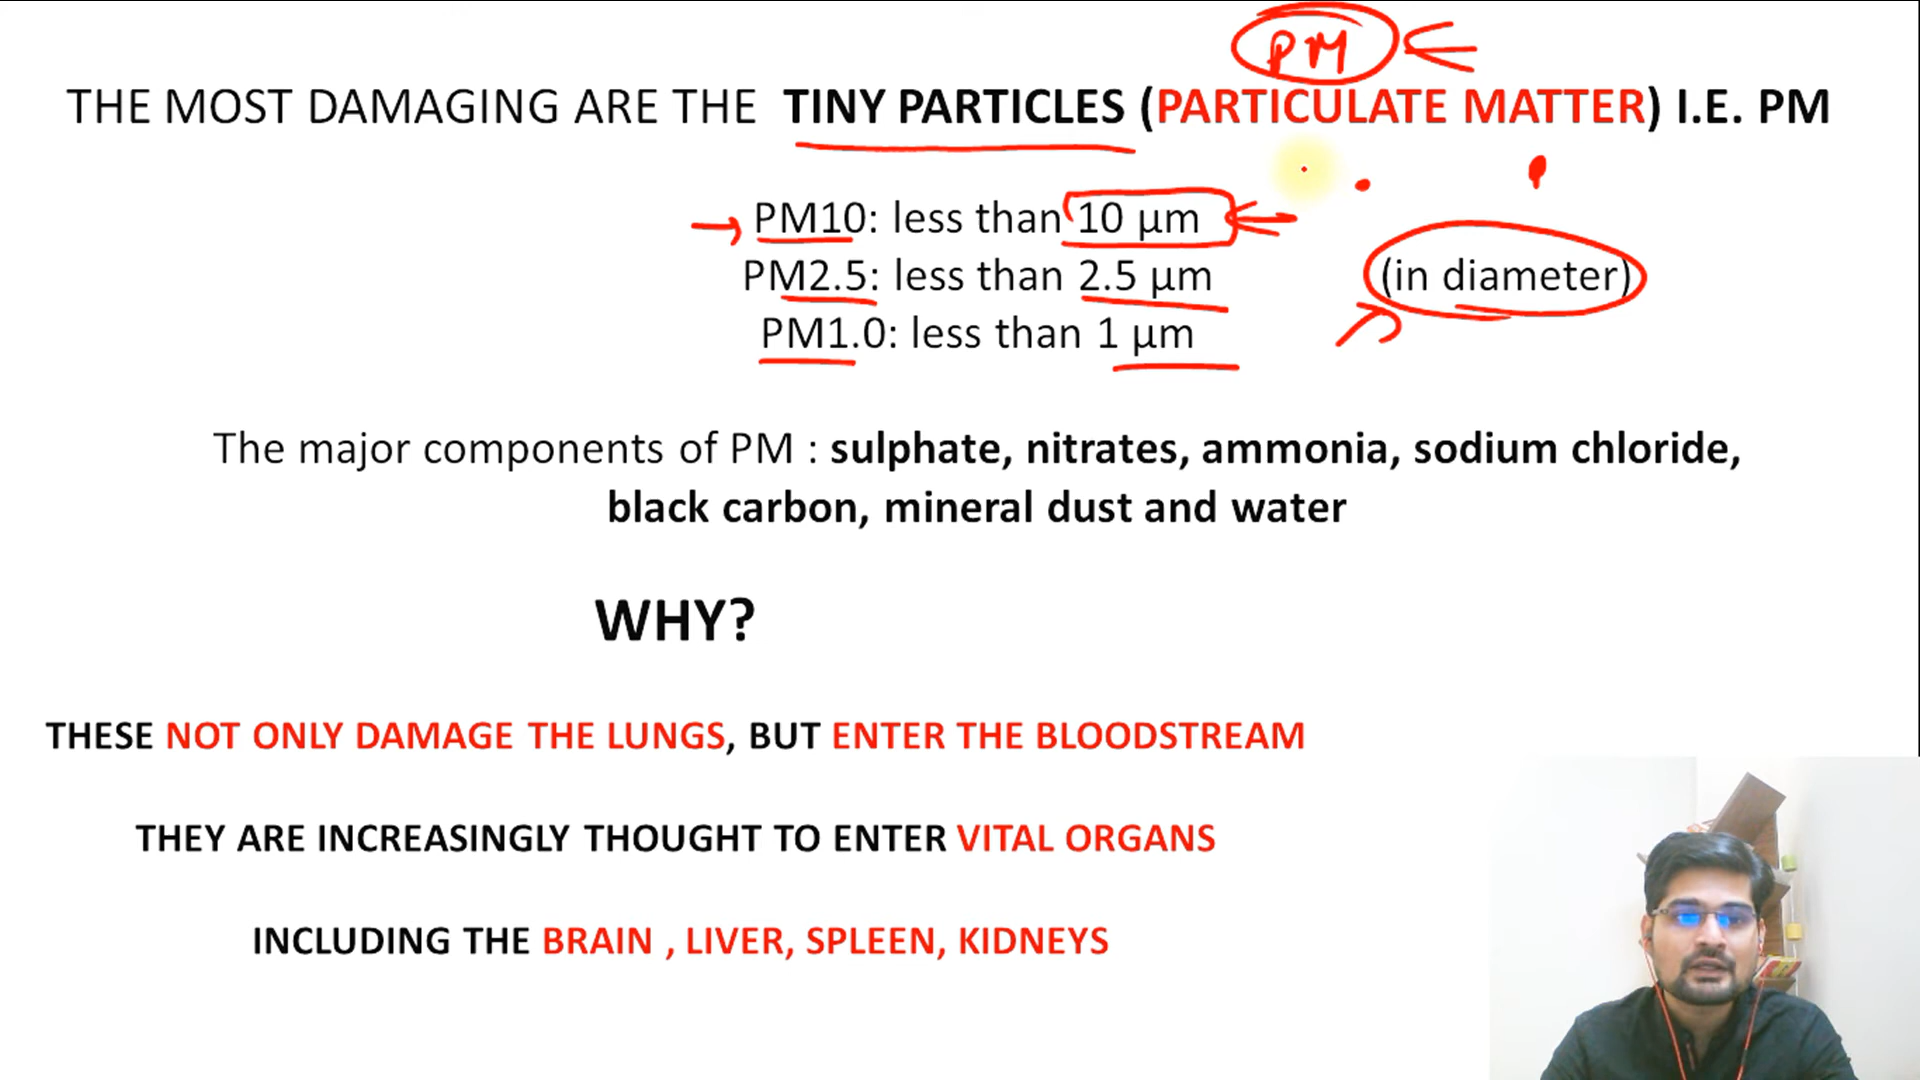 PM
THE MOST DAMAGING ARE THE TINY PARTICLES (PARTICULATE MATTER) I.E. PM
PM10: less than 10 µm
PM2.5: less than 2.5 µm (in diameter)
PM1.0: less than 1 µm
The major components of PM : sulphate, nitrates, ammonia, sodium chloride,
black carbon, mineral dust and water
WHY?
THESE NOT ONLY DAMAGE THE LUNGS, BUT ENTER THE BLOODSTREAM
THEY ARE INCREASINGLY THOUGHT TO ENTER VITAL ORGANS
INCLUDING THE BRAIN , LIVER, SPLEEN, KIDNEYS